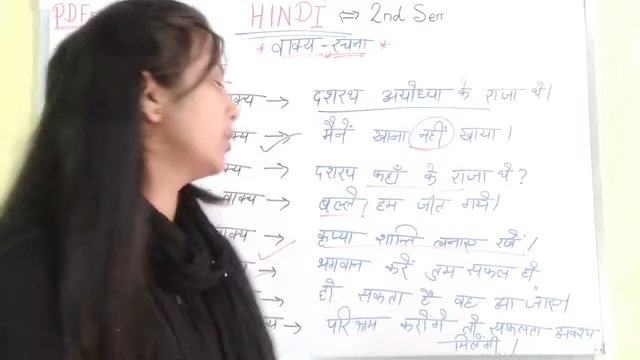 PDF
HINDI ⇔ 2nd Sem
* वाक्य - रचना *
क्य → दशरथ अयोध्या के राजा थे।
क्य → मैनें खाना नहीं खाया।
क्य → दशरथ कहाँ के राजा थे?
वाक्य → बल्ले! हम जीत गये।
वाक्य → कृप्या शान्ति बनाए रखें।
→ भगवान करें तुम सफल हो
→ हो सकता है वह आ जाए।
क्य → परिश्रम करोंगे तो सफलता अवश्य
मिलेगी।